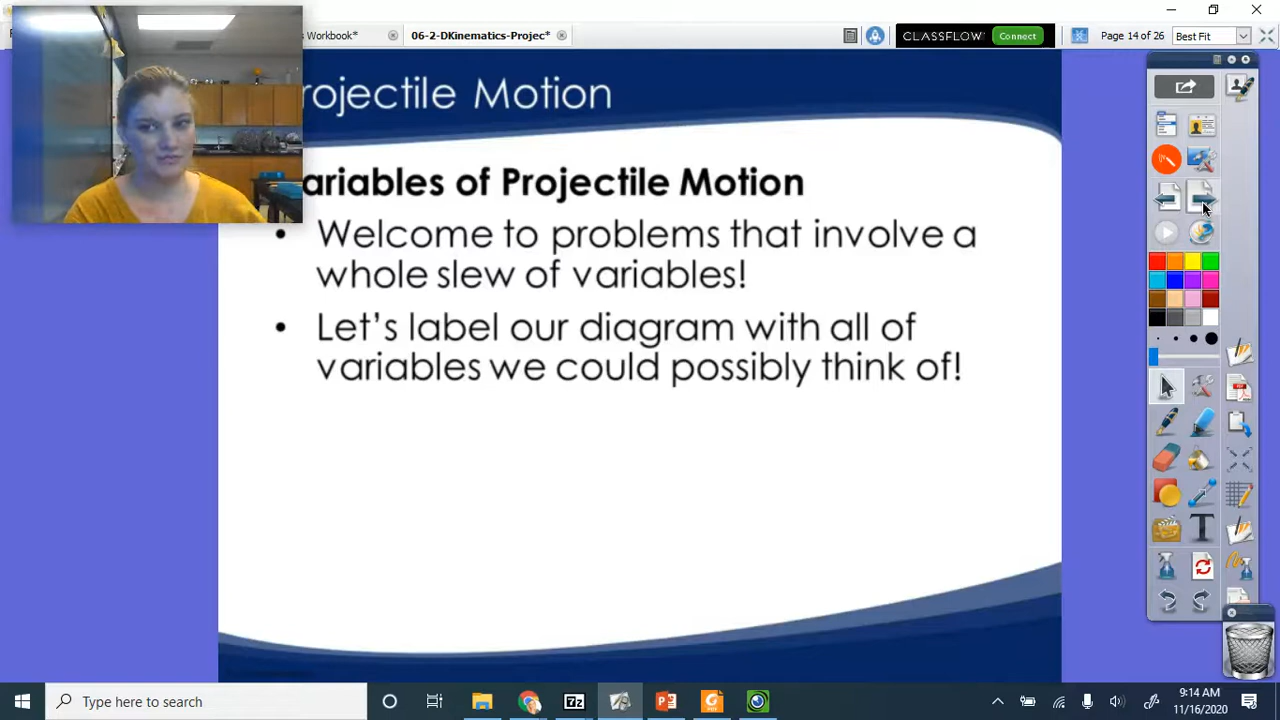 s Workbook*
06-2-DKinematics-Projec*
CLASSFLOW
Connect
Page 14 of 26
Best Fit
rojectile Motion
ariables of Projectile Motion
• Welcome to problems that involve a
whole slew of variables!
• Let's label our diagram with all of
variables we could possibly think of!
Type here to search
9:14 AM
11/16/2020